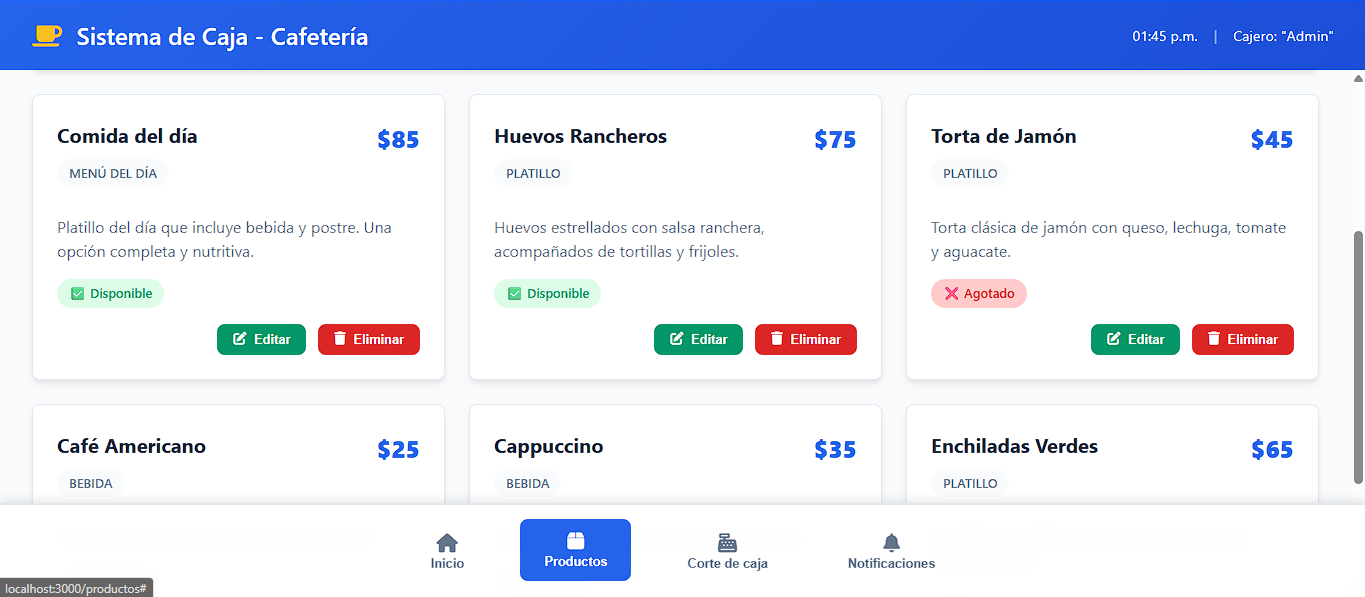 Sistema de Caja - Cafetería
01:45 p.m. | Cajero: "Admin"
Comida del día
$85
MENÚ DEL DÍA
Platillo del día que incluye bebida y postre. Una
opción completa y nutritiva.
Disponible
Editar
Eliminar
Huevos Rancheros
$75
PLATILLO
Huevos estrellados con salsa ranchera,
acompañados de tortillas y frijoles.
Disponible
Editar
Eliminar
Torta de Jamón
$45
PLATILLO
Torta clásica de jamón con queso, lechuga, tomate
y aguacate.
Agotado
Editar
Eliminar
Café Americano
$25
BEBIDA
Cappuccino
$35
BEBIDA
Enchiladas Verdes
$65
PLATILLO
Inicio
Productos
Corte de caja
Notificaciones
localhost:3000/productos#